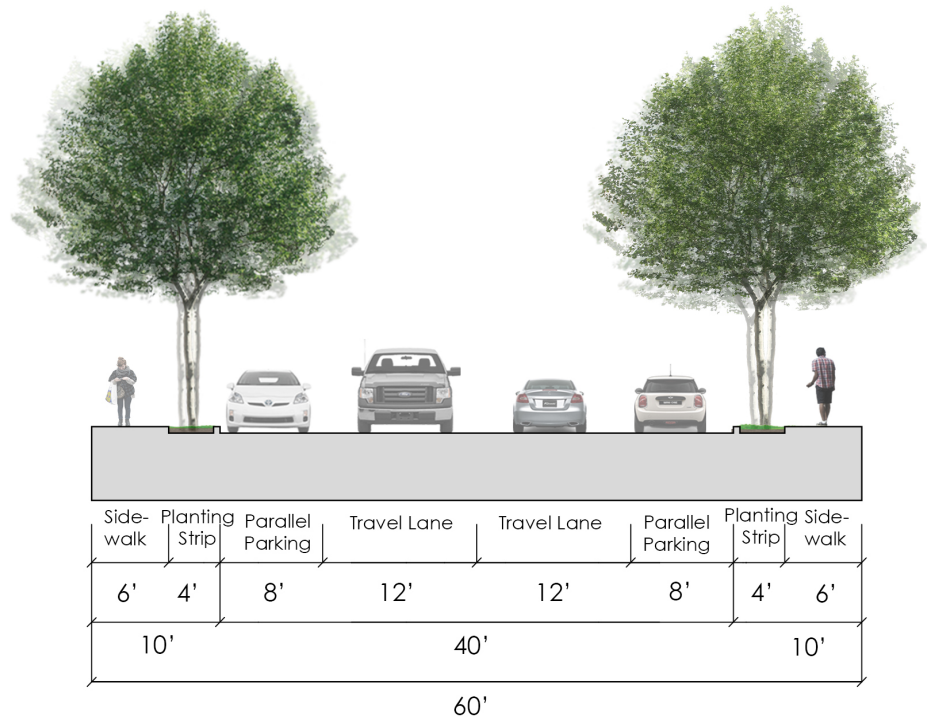 Side-
walk
Planting
Strip
Parallel
Parking
Travel Lane
Travel Lane
Parallel
Parking
Planting
Strip
Side-
walk
6’ 4’ 8’ 12’ 12’ 8’ 4’ 6’
10’ 40’ 10’
60’